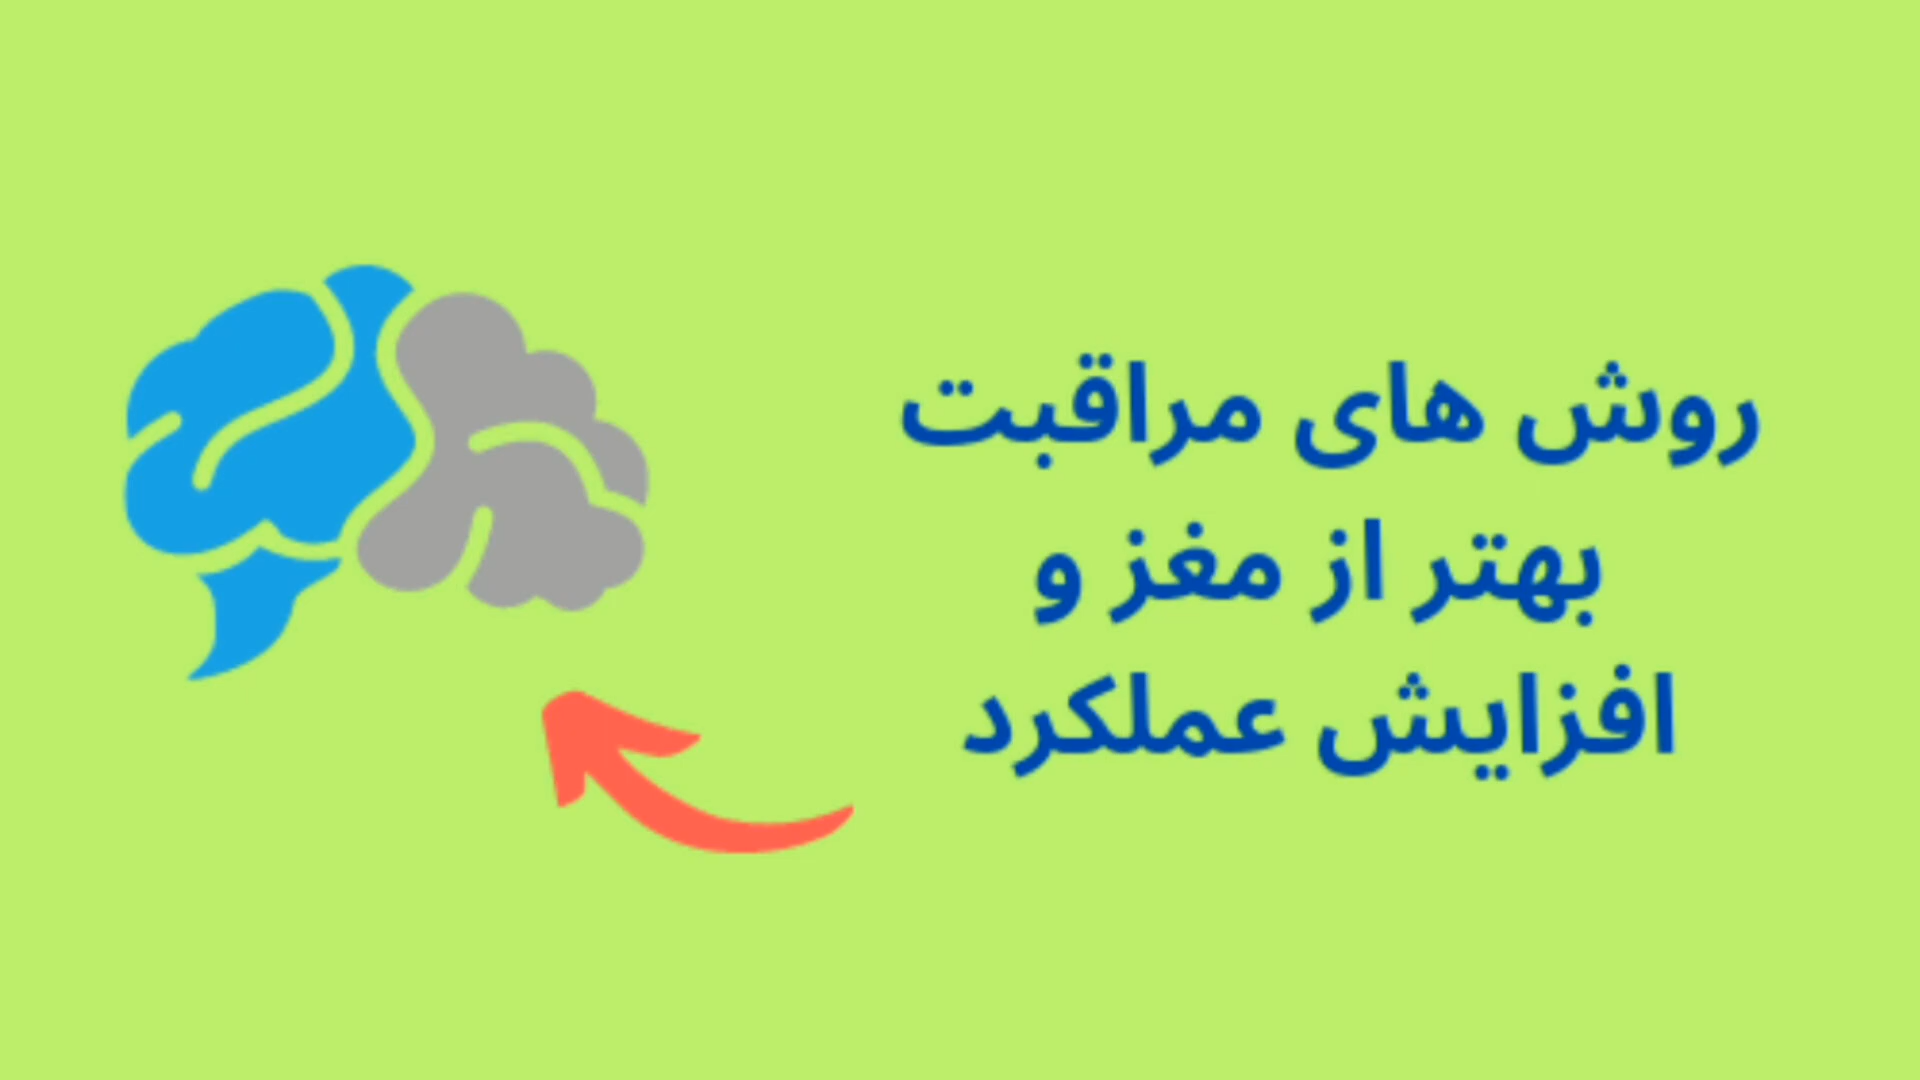 روش های مراقبت
بهتر از مغز و
افزایش عملکرد